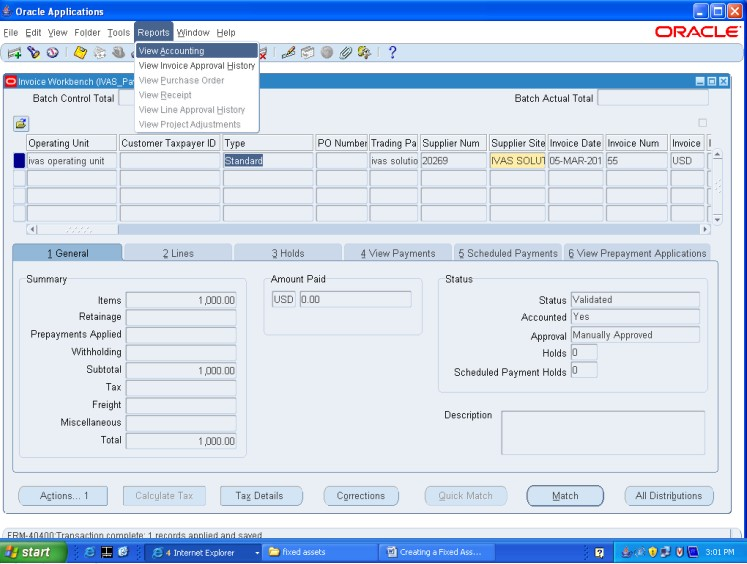 Oracle Applications
File Edit View Folder Tools Reports Window Help
ORACLE
View Accounting
View Invoice Approval History
View Purchase Order
View Receipt
View Line Approval History
View Project Adjustments
Invoice Workbench (IVAS_Pa
Batch Control Total
Batch Actual Total
Operating Unit Customer Taxpayer ID Type PO Number Trading Pa Supplier Num Supplier Site Invoice Date Invoice Num Invoice
ivas operating unit Standard ivas solutio 20269 IVAS SOLUT 05-MAR-201 55 USD
1 General 2 Lines 3 Holds 4 View Payments 5 Scheduled Payments 6 View Prepayment Applications
Summary Amount Paid Status
Items 1,000.00 USD 0.00 Status Validated
Retainage Accounted Yes
Prepayments Applied Approval Manually Approved
Withholding Holds 0
Subtotal 1,000.00 Scheduled Payment Holds 0
Tax
Freight
Miscellaneous Description
Total 1,000.00
Actions... 1 Calculate Tax Tax Details Corrections Quick Match Match All Distributions
FRM-40400:Transaction complete: 1 records applied and saved
start 4 Internet Explorer fixed assets Creating a Fixed Ass... 3:01 PM